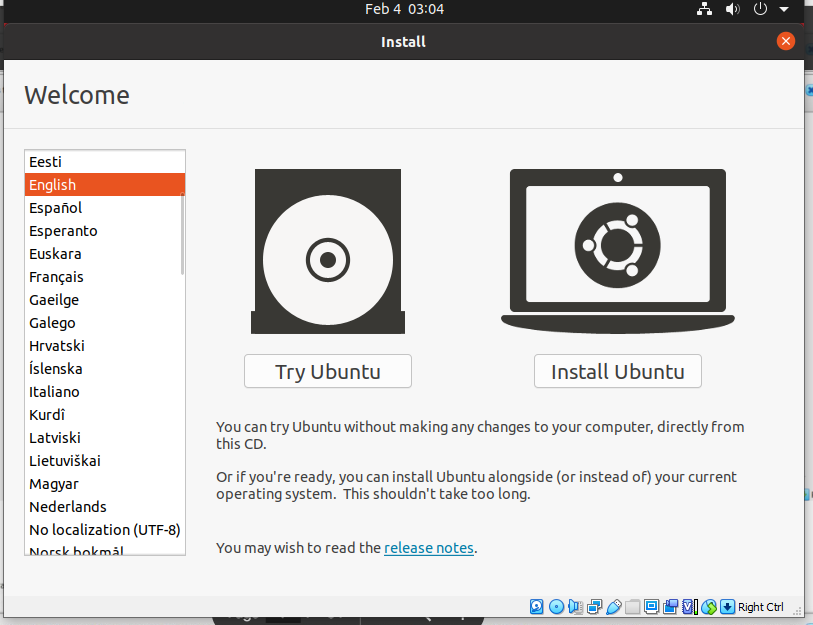 Feb 4 03:04
Install
Welcome
Eesti
English
Español
Esperanto
Euskara
Français
Gaeilge
Galego
Hrvatski
Íslenska
Italiano
Kurdî
Latviski
Lietuviškai
Magyar
Nederlands
No localization (UTF-8)
Norsk bokmål
Try Ubuntu
Install Ubuntu
You can try Ubuntu without making any changes to your computer, directly from
this CD.
Or if you're ready, you can install Ubuntu alongside (or instead of) your current
operating system. This shouldn't take too long.
You may wish to read the release notes.
Right Ctrl